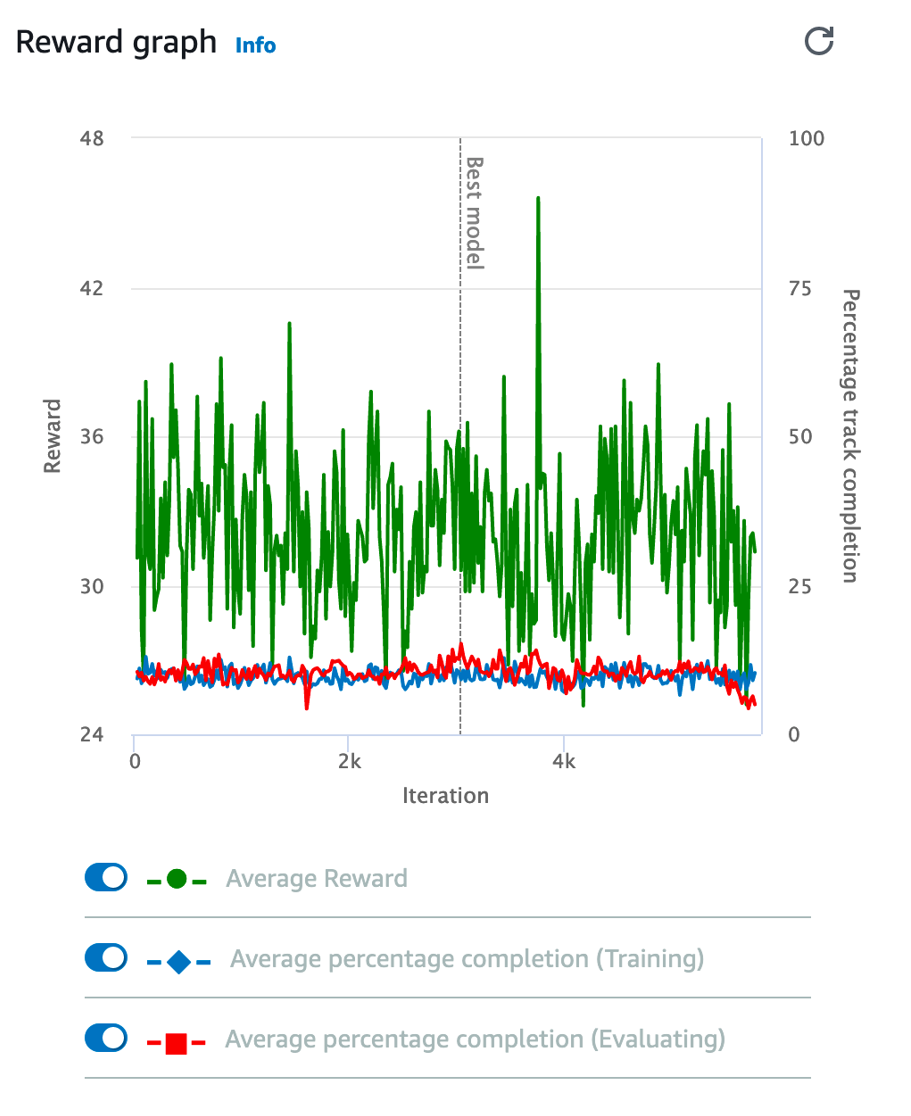 Reward graph Info
48
100
Best model
42
75
Reward
36
50
Percentage track completion
30
25
24
0
0
2k
4k
Iteration
Average Reward
Average percentage completion (Training)
Average percentage completion (Evaluating)